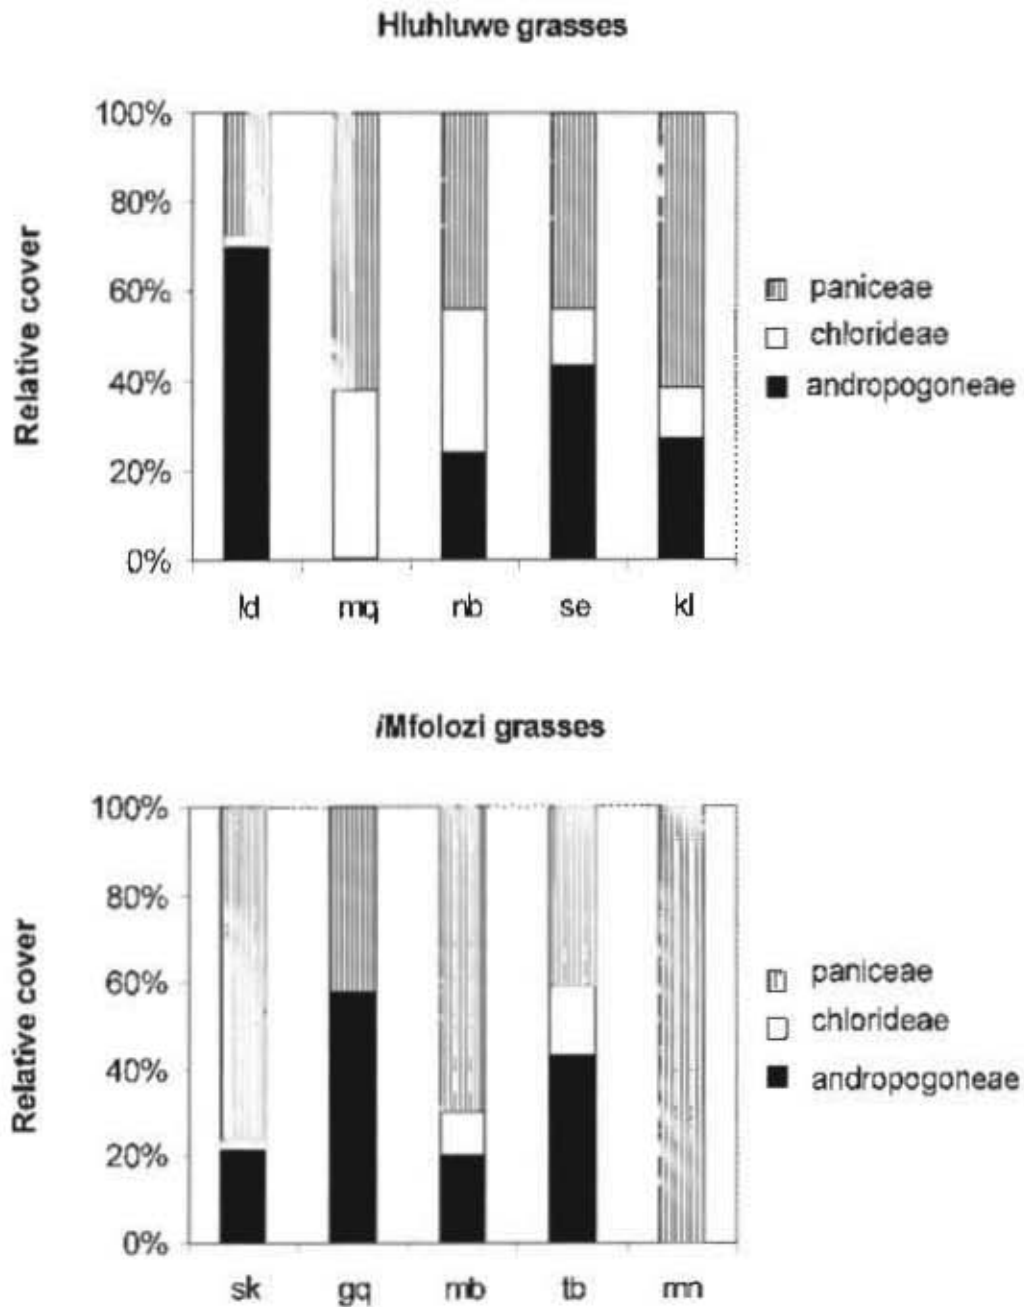 Hluhluwe grasses
Relative cover
100%
80%
60%
40%
20%
0%
ld
mq
nb
se
kl
paniceae
chlorideae
andropogoneae
iMfolozi grasses
Relative cover
100%
80%
60%
40%
20%
0%
sk
gq
mb
tb
mn
paniceae
chlorideae
andropogoneae